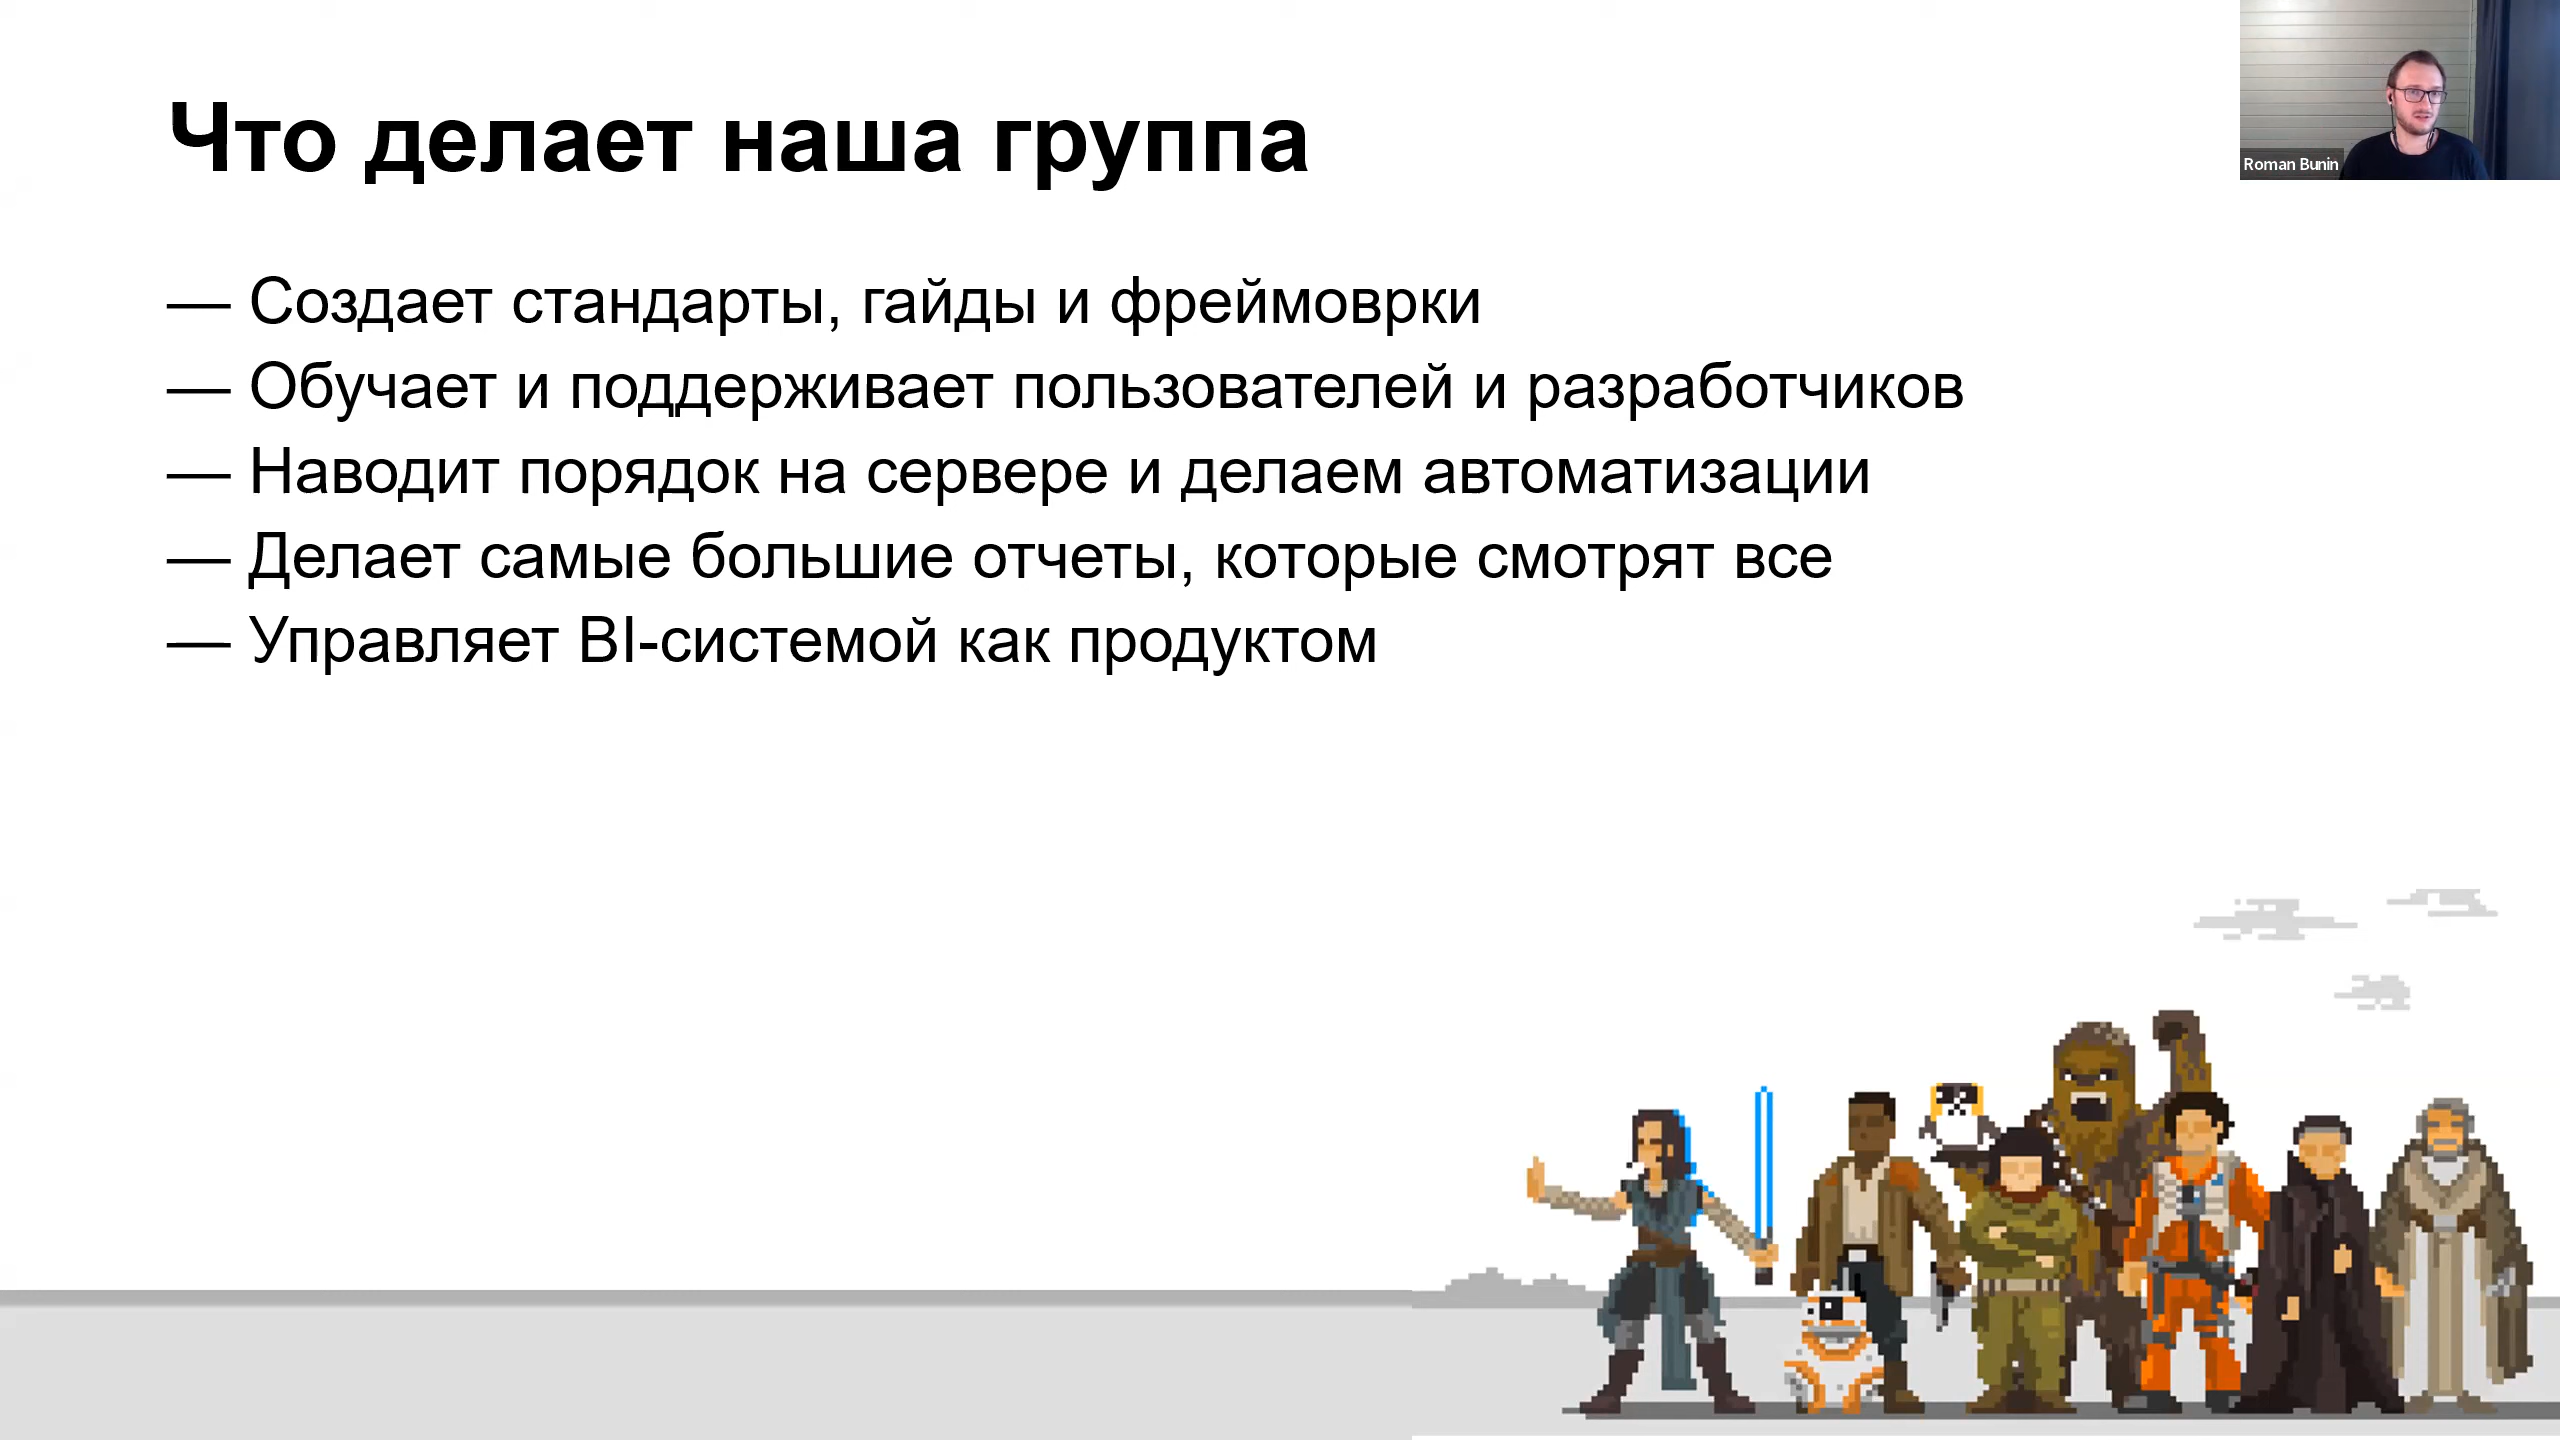 Что делает наша группа
Roman Bunin
— Создает стандарты, гайды и фреймоврки
— Обучает и поддерживает пользователей и разработчиков
— Наводит порядок на сервере и делаем автоматизации
— Делает самые большие отчеты, которые смотрят все
— Управляет BI-системой как продуктом